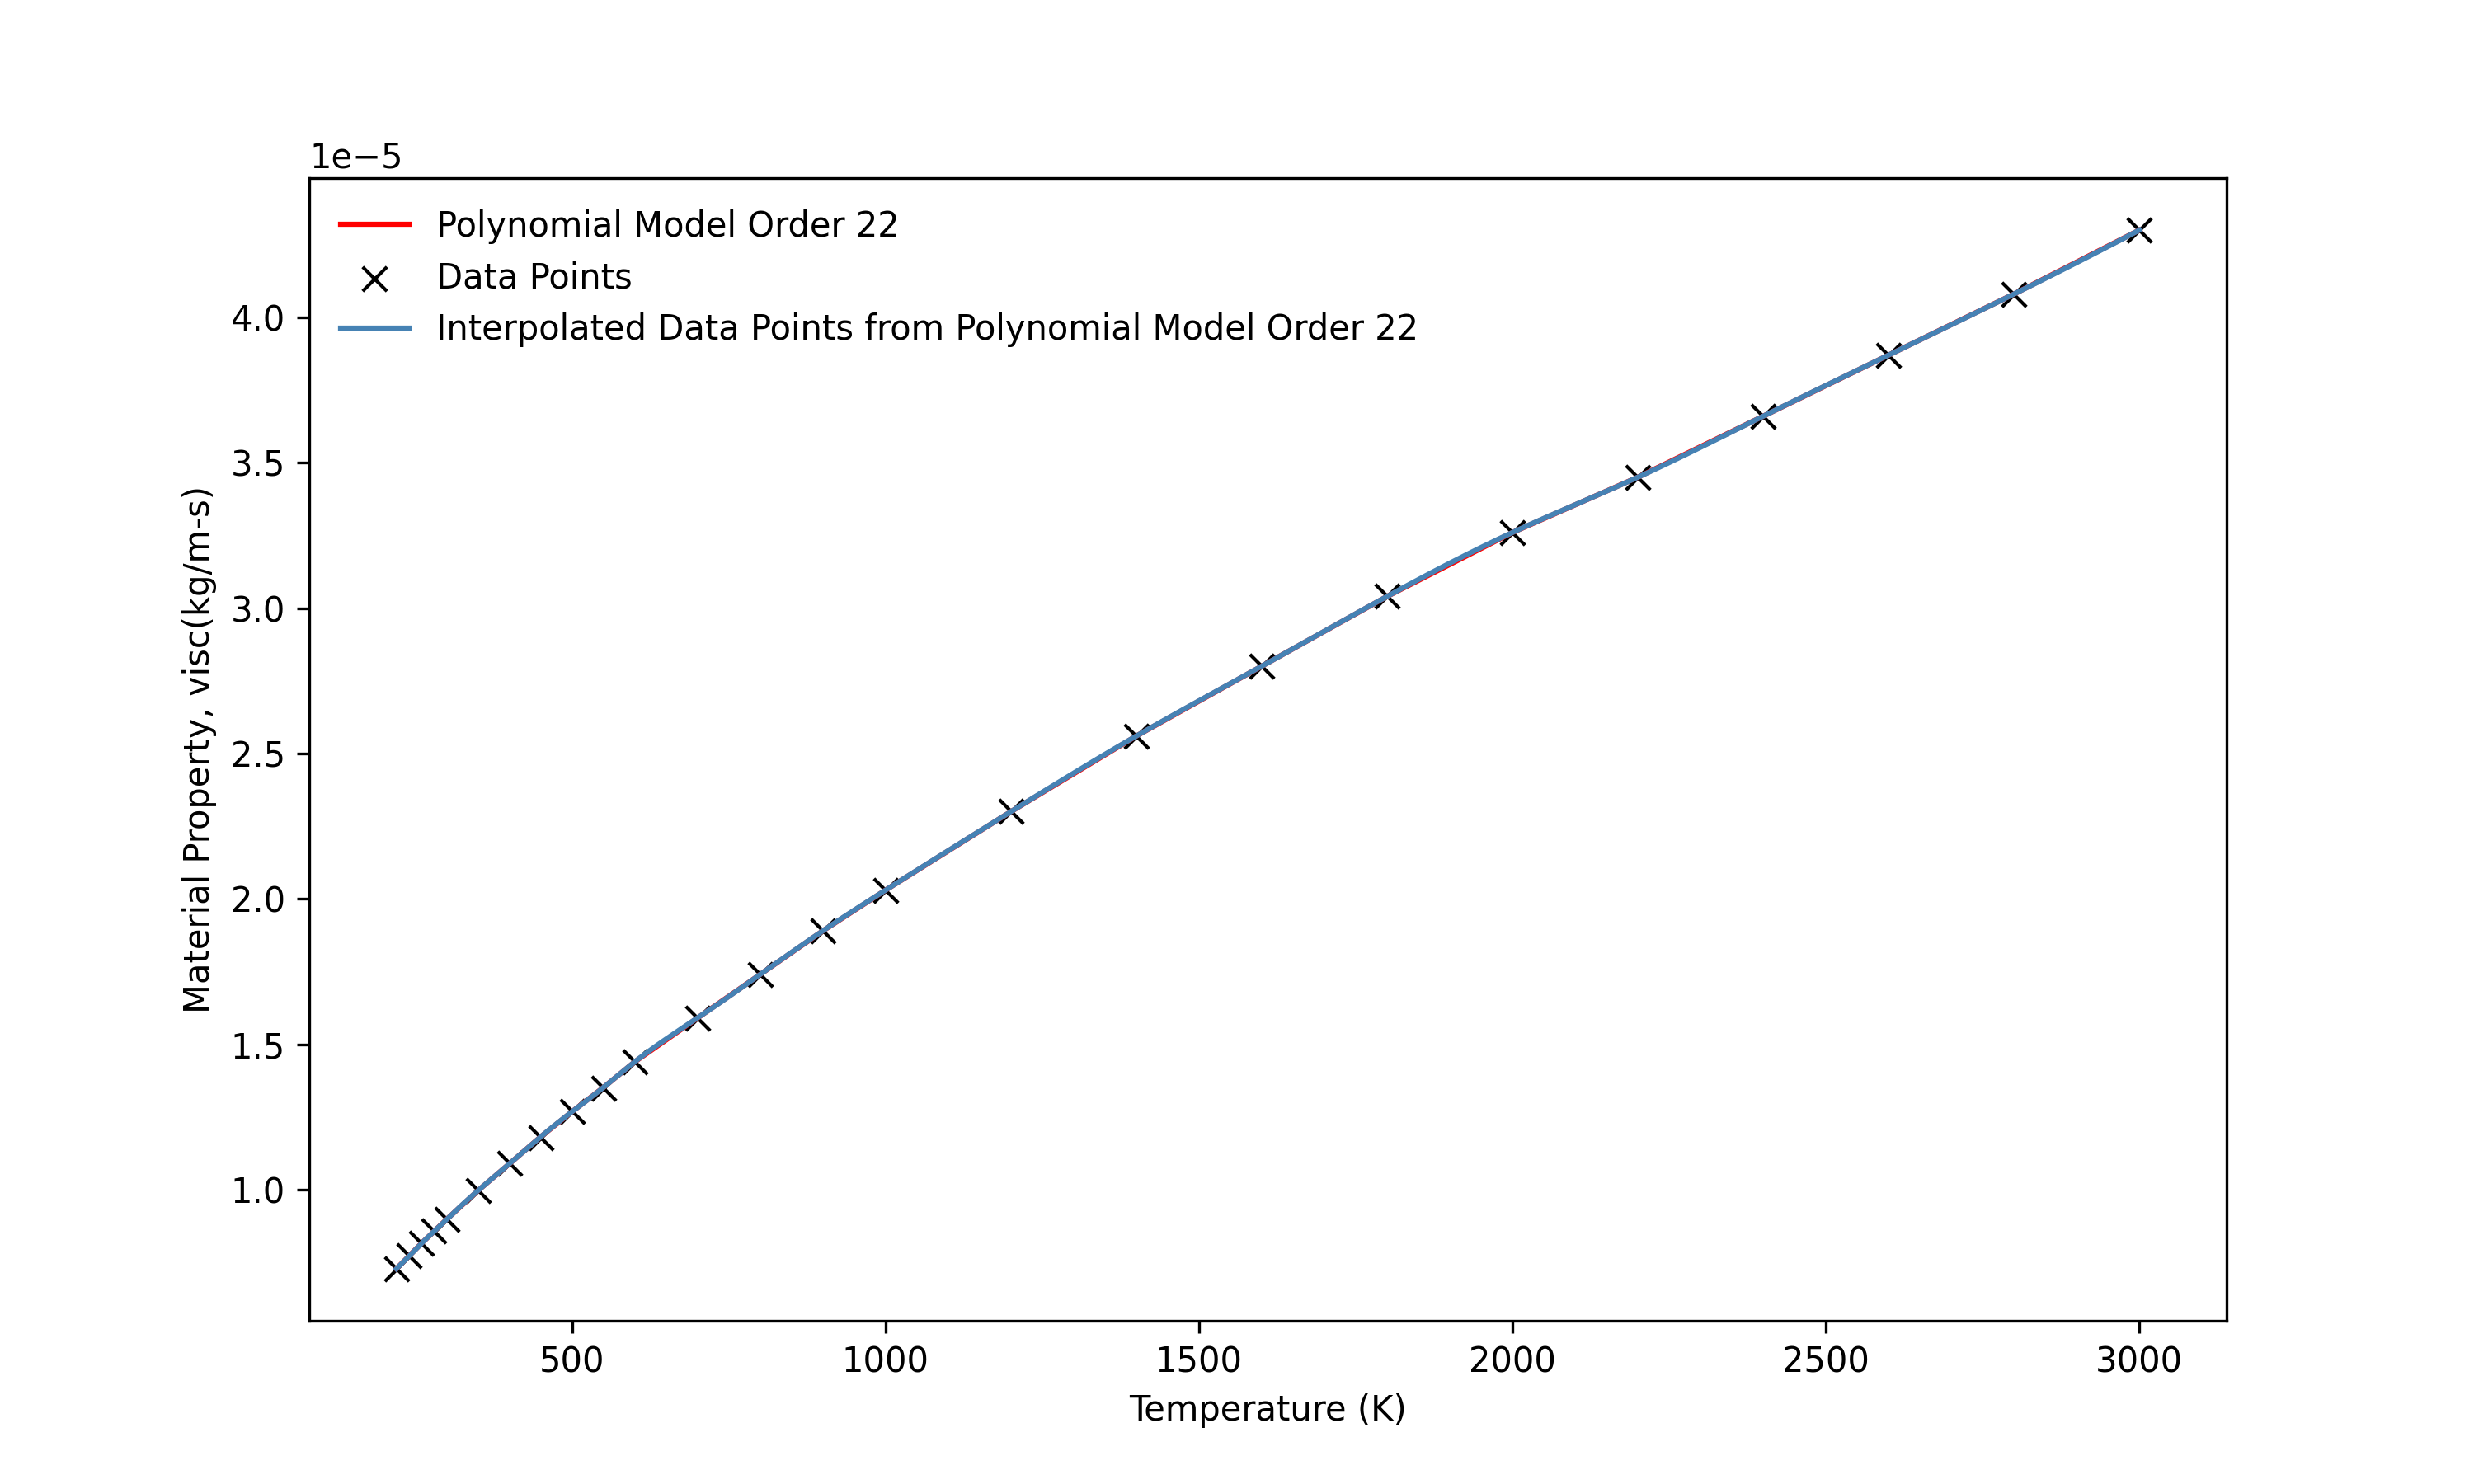 1e−5
Polynomial Model Order 22
Data Points
Interpolated Data Points from Polynomial Model Order 22
4.0
3.5
3.0
2.5
2.0
1.5
1.0
Material Property, visc(kg/m-s)
500 1000 1500 2000 2500 3000
Temperature (K)